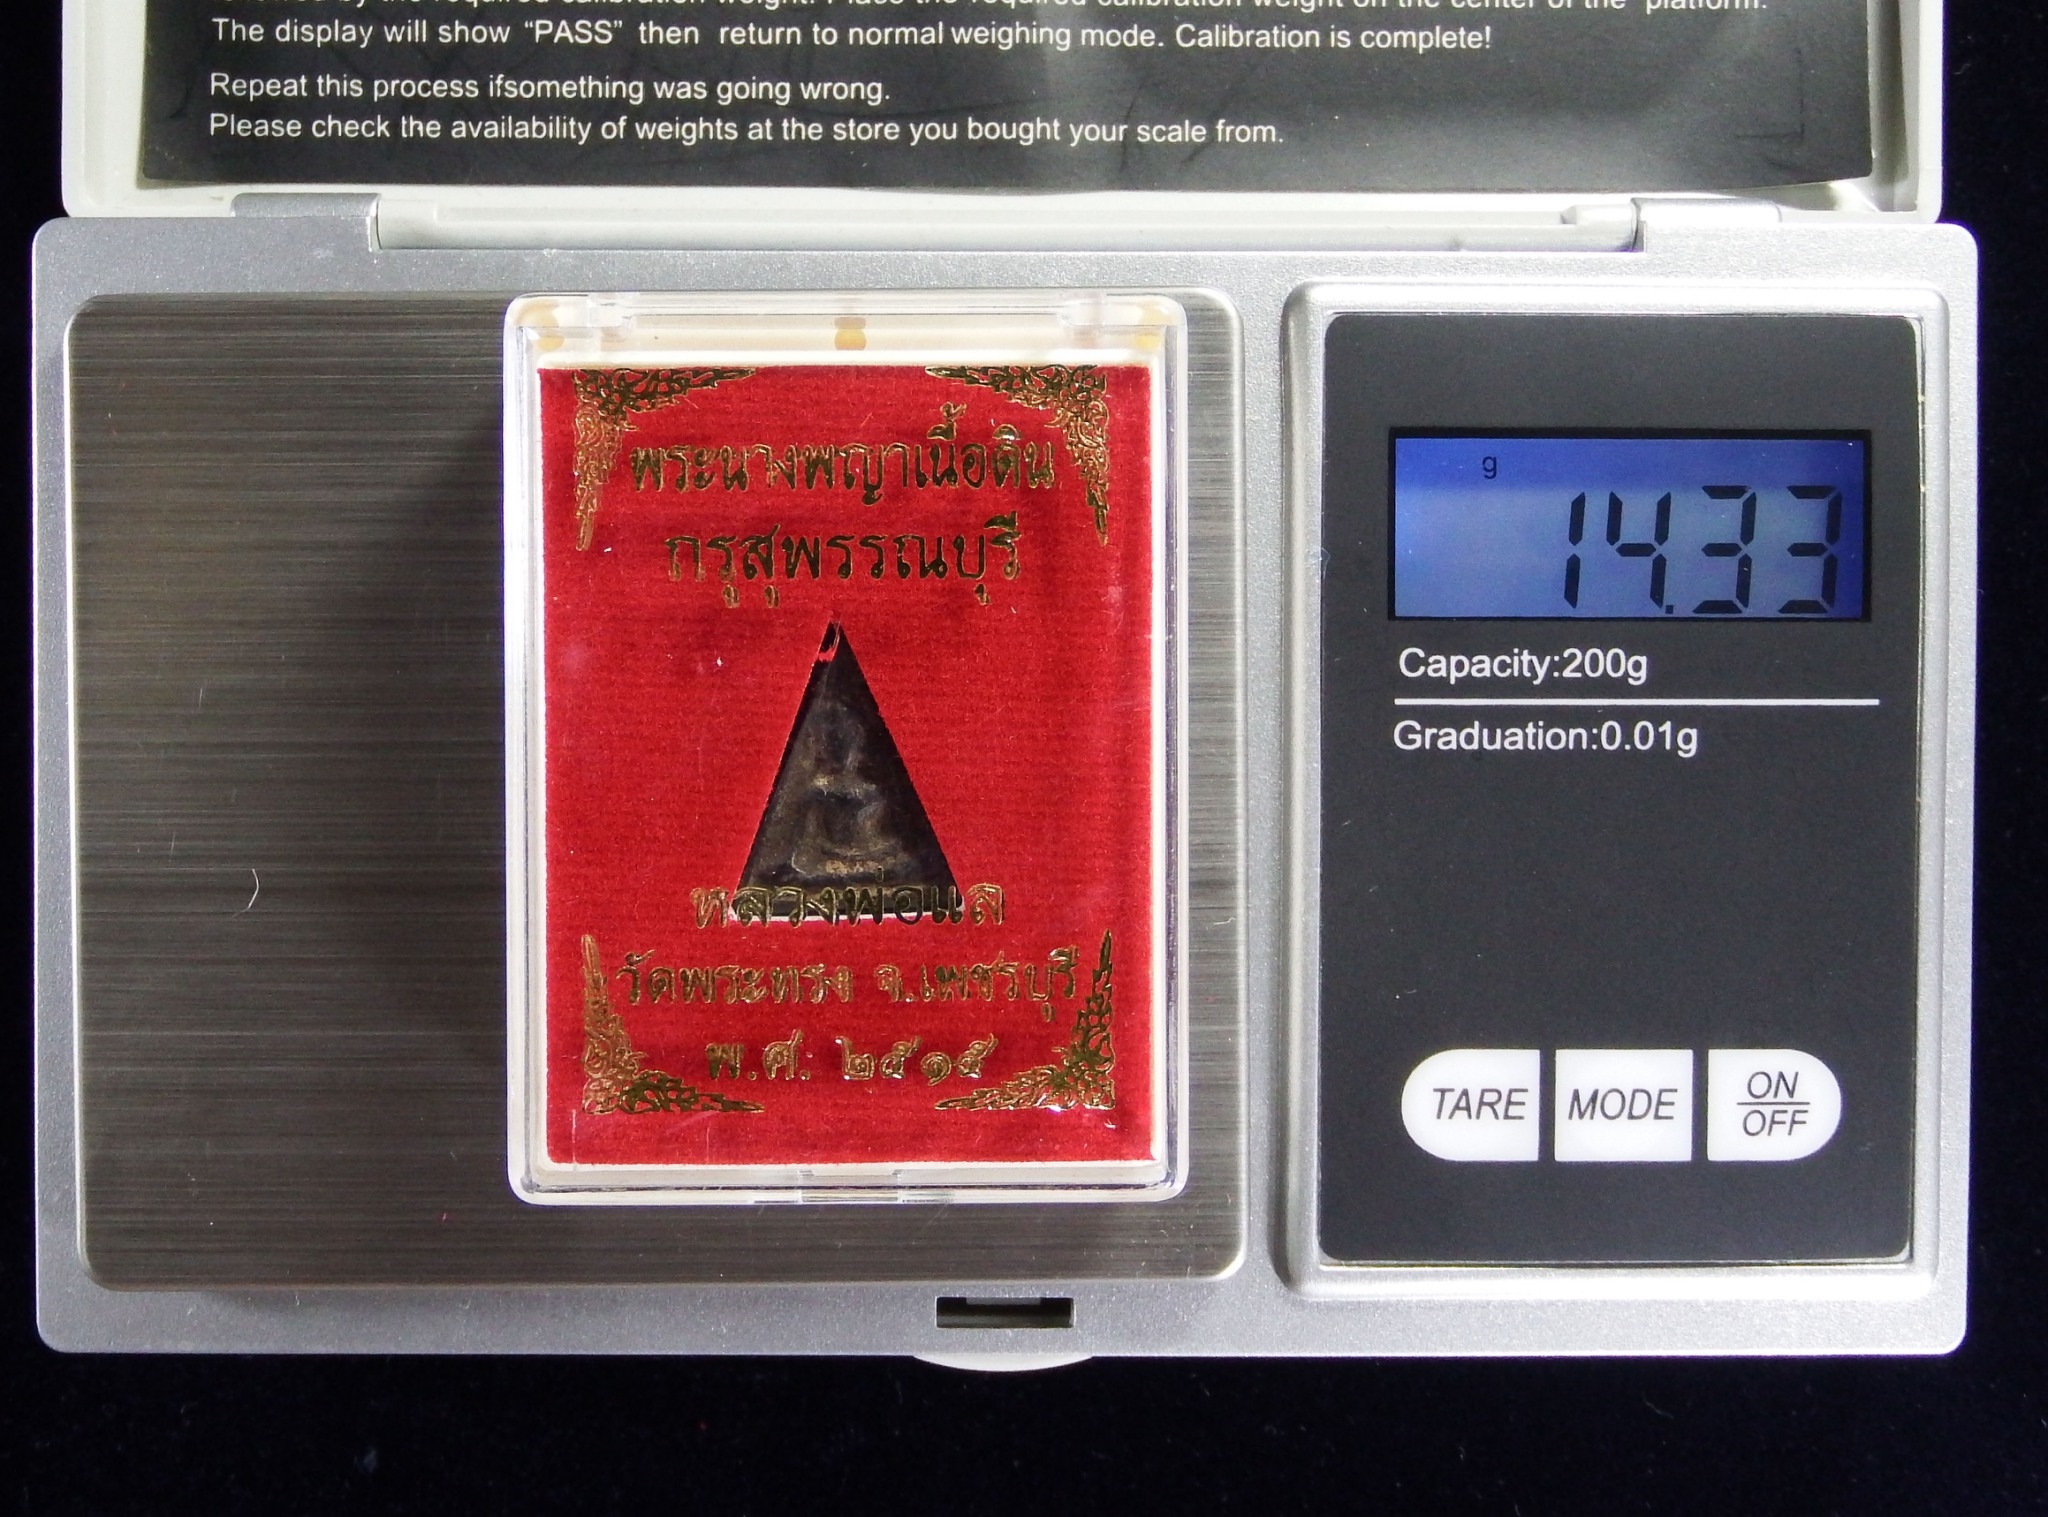 The display will show “PASS” then return to normal weighing mode. Calibration is complete!
Repeat this process ifsomething was going wrong.
Please check the availability of weights at the store you bought your scale from.
พระนางพญาเนื้อดิน
กรุสุพรรณบุรี
หลวงพ่อแล
วัดพระทรง จ.เพชรบุรี
พ.ศ. ๒๕๑๕
g
14.33
Capacity:200g
Graduation:0.01g
TARE MODE ON/OFF